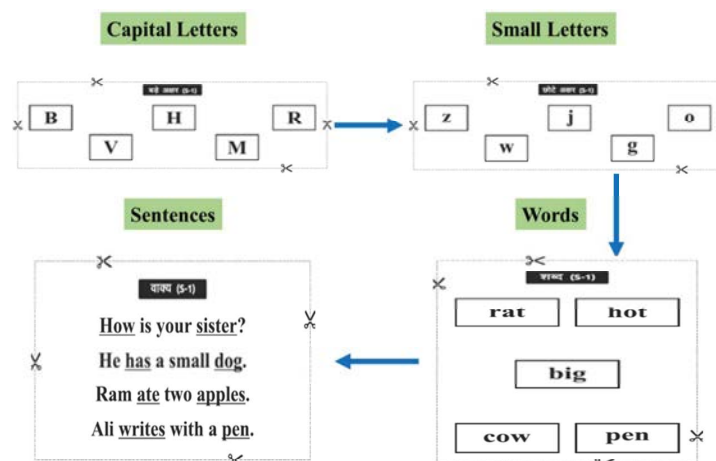 Capital Letters
Small Letters
बड़े अक्षर (S-1)
B H R
V M
छोटे अक्षर (S-1)
z j o
w g
Sentences
Words
वाक्य (S-1)
How is your sister?
He has a small dog.
Ram ate two apples.
Ali writes with a pen.
शब्द (S-1)
rat hot
big
cow pen